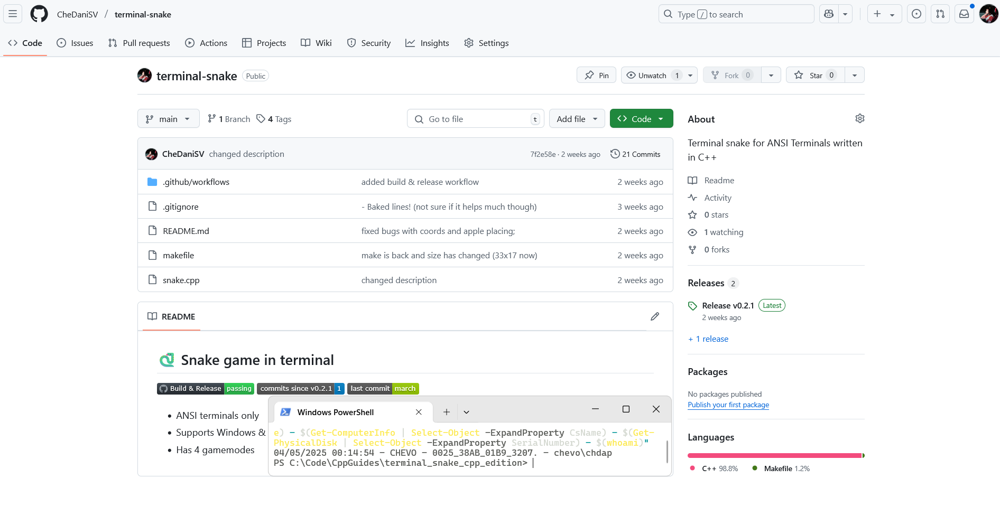 CheDaniSV / terminal-snake
Type / to search
Code Issues Pull requests Actions Projects Wiki Security Insights Settings
terminal-snake Public
Pin Unwatch 1 Fork 0 Star 0
main 1 Branch 4 Tags
Go to file t Add file Code
CheDaniSV changed description 7f2e58e · 2 weeks ago 21 Commits
.github/workflows added build & release workflow 2 weeks ago
.gitignore - Baked lines! (not sure if it helps much though) 3 weeks ago
README.md fixed bugs with coords and apple placing; 2 weeks ago
makefile make is back and size has changed (33x17 now) 2 weeks ago
snake.cpp changed description 2 weeks ago
README
Snake game in terminal
Build & Release passing commits since v0.2.1 1 last commit march
• ANSI terminals only
• Supports Windows &
• Has 4 gamemodes
Windows PowerShell
e) - $(Get-ComputerInfo | Select-Object -ExpandProperty CsName) - $(Get-
PhysicalDisk | Select-Object -ExpandProperty SerialNumber) - $(whoami)"
04/05/2025 00:14:54 - CHEVO - 0025_38AB_01B9_3207. - chevo\chdap
PS C:\Code\CppGuides\terminal_snake_cpp_edition>
About
Terminal snake for ANSI Terminals written
in C++
Readme
Activity
0 stars
1 watching
0 forks
Releases 2
Release v0.2.1 Latest
2 weeks ago
+ 1 release
Packages
No packages published
Publish your first package
Languages
C++ 98.8% Makefile 1.2%